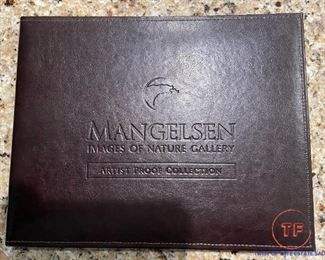 MANGELSEN
IMAGES OF NATURE GALLERY
ARTIST PROOF COLLECTION
TF